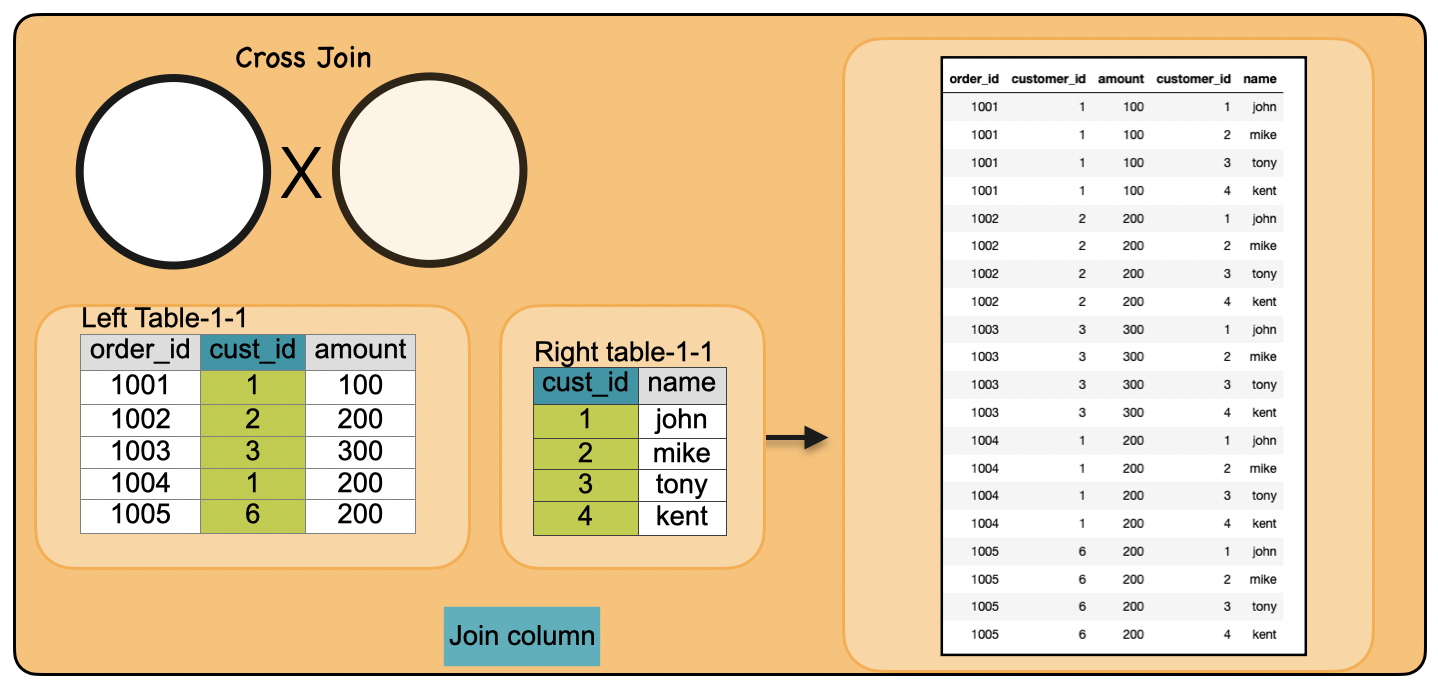 Cross Join
X
Left Table-1-1
order_id cust_id amount
1001 1 100
1002 2 200
1003 3 300
1004 1 200
1005 6 200
Right table-1-1
cust_id name
1 john
2 mike
3 tony
4 kent
Join column
order_id customer_id amount customer_id name
1001 1 100 1 john
1001 1 100 2 mike
1001 1 100 3 tony
1001 1 100 4 kent
1002 2 200 1 john
1002 2 200 2 mike
1002 2 200 3 tony
1002 2 200 4 kent
1003 3 300 1 john
1003 3 300 2 mike
1003 3 300 3 tony
1003 3 300 4 kent
1004 1 200 1 john
1004 1 200 2 mike
1004 1 200 3 tony
1004 1 200 4 kent
1005 6 200 1 john
1005 6 200 2 mike
1005 6 200 3 tony
1005 6 200 4 kent